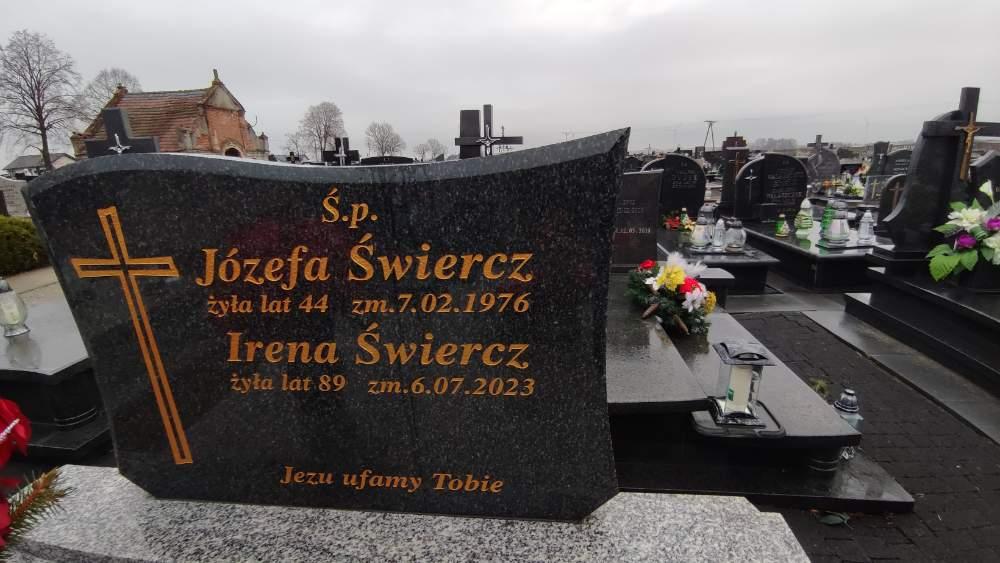 Ś.p.
Józefa Świercz
żyła lat 44 zm.7.02.1976
Irena Świercz
żyła lat 89 zm.6.07.2023
Jezu ufamy Tobie